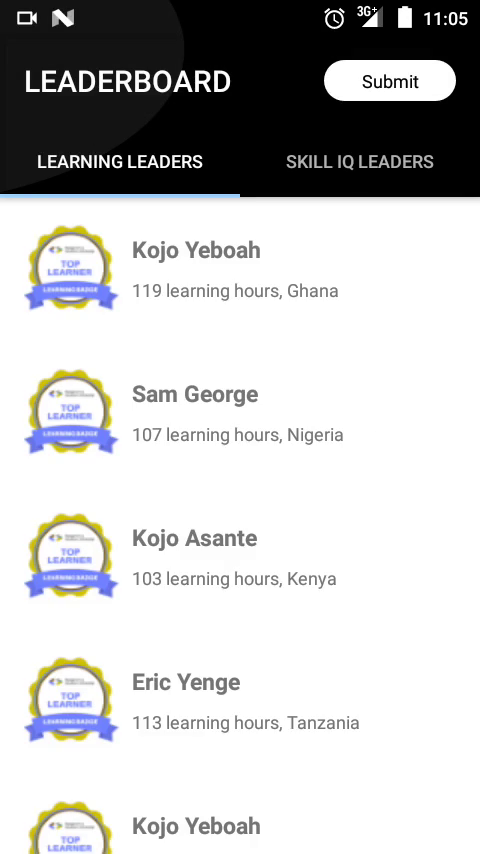 3G+ 11:05
LEADERBOARD
Submit
LEARNING LEADERS SKILL IQ LEADERS
TOP
LEARNER
LEARNING BADGE
Kojo Yeboah
119 learning hours, Ghana
TOP
LEARNER
LEARNING BADGE
Sam George
107 learning hours, Nigeria
TOP
LEARNER
LEARNING BADGE
Kojo Asante
103 learning hours, Kenya
TOP
LEARNER
LEARNING BADGE
Eric Yenge
113 learning hours, Tanzania
TOP
LEARNER
Kojo Yeboah